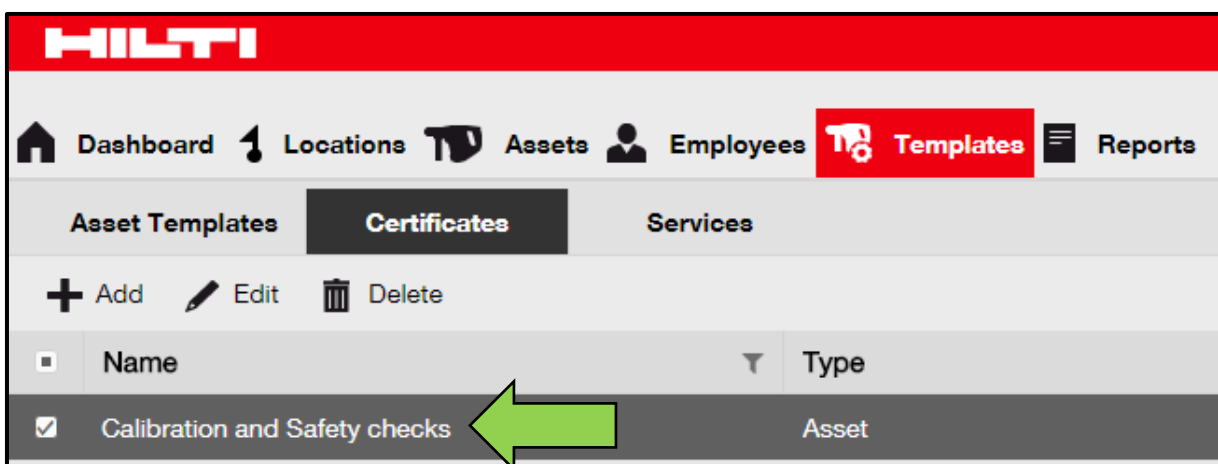 HILTI
Dashboard Locations Assets Employees Templates Reports
Asset Templates Certificates Services
Add Edit Delete
Name Type
Calibration and Safety checks Asset